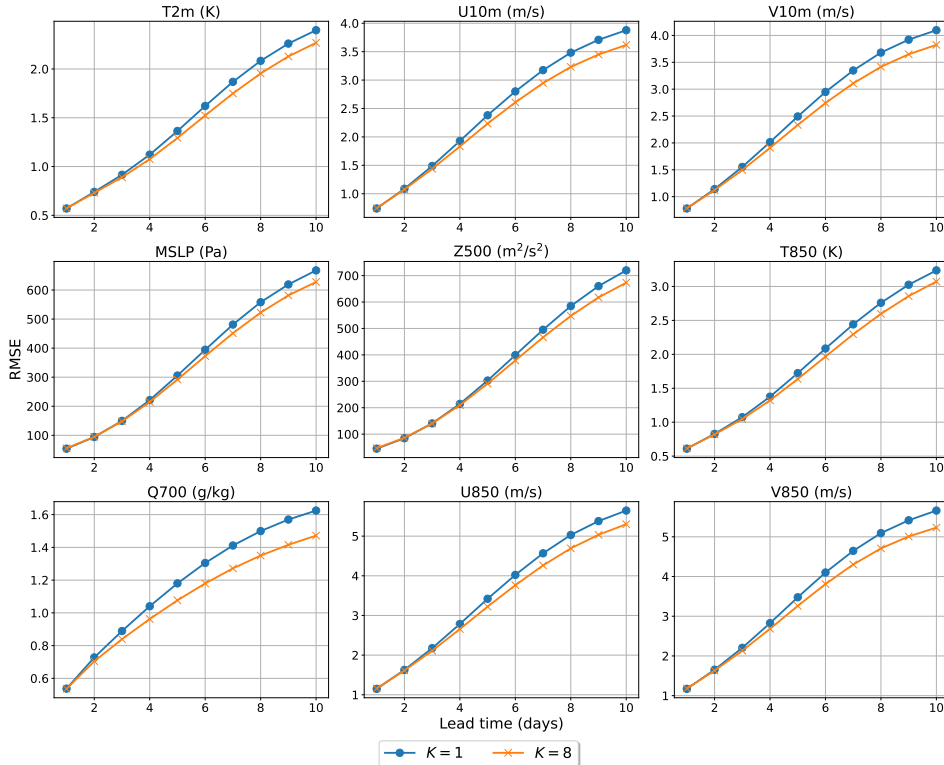 T2m (K)
2.0
1.5
1.0
0.5
2 4 6 8 10
U10m (m/s)
4.0
3.5
3.0
2.5
2.0
1.5
1.0
2 4 6 8 10
V10m (m/s)
4.0
3.5
3.0
2.5
2.0
1.5
1.0
2 4 6 8 10
RMSE
MSLP (Pa)
600
500
400
300
200
100
2 4 6 8 10
Z500 (m²/s²)
700
600
500
400
300
200
100
2 4 6 8 10
T850 (K)
3.0
2.5
2.0
1.5
1.0
0.5
2 4 6 8 10
Q700 (g/kg)
1.6
1.4
1.2
1.0
0.8
0.6
2 4 6 8 10
U850 (m/s)
5
4
3
2
1
2 4 6 8 10
V850 (m/s)
5
4
3
2
1
2 4 6 8 10
Lead time (days)
K = 1 K = 8